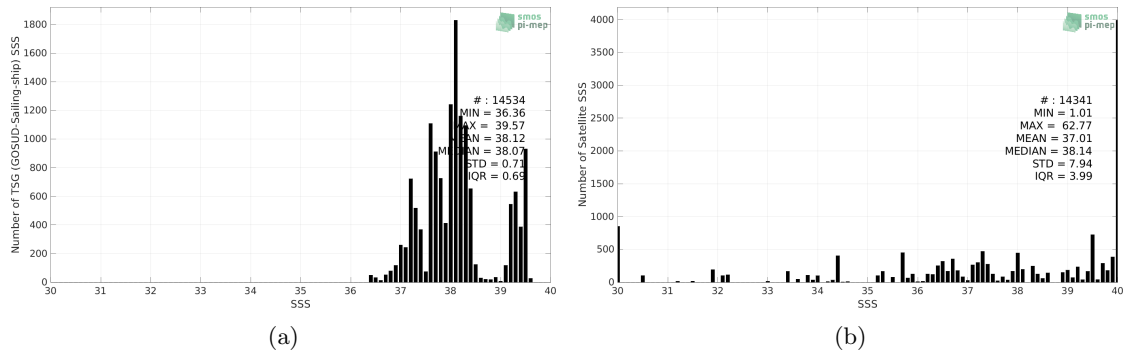 smos
pi-mep
Number of TSG (GOSUD-Sailing-ship) SSS
1800
1600
1400
1200
1000
800
600
400
200
0
# : 14534
MIN = 36.36
MAX = 39.57
MEAN = 38.12
MEDIAN = 38.07
STD = 0.71
IQR = 0.69
30 31 32 33 34 35 36 37 38 39 40
SSS
(a)
smos
pi-mep
Number of Satellite SSS
4000
3500
3000
2500
2000
1500
1000
500
0
# : 14341
MIN = 1.01
MAX = 62.77
MEAN = 37.01
MEDIAN = 38.14
STD = 7.94
IQR = 3.99
30 31 32 33 34 35 36 37 38 39 40
SSS
(b)